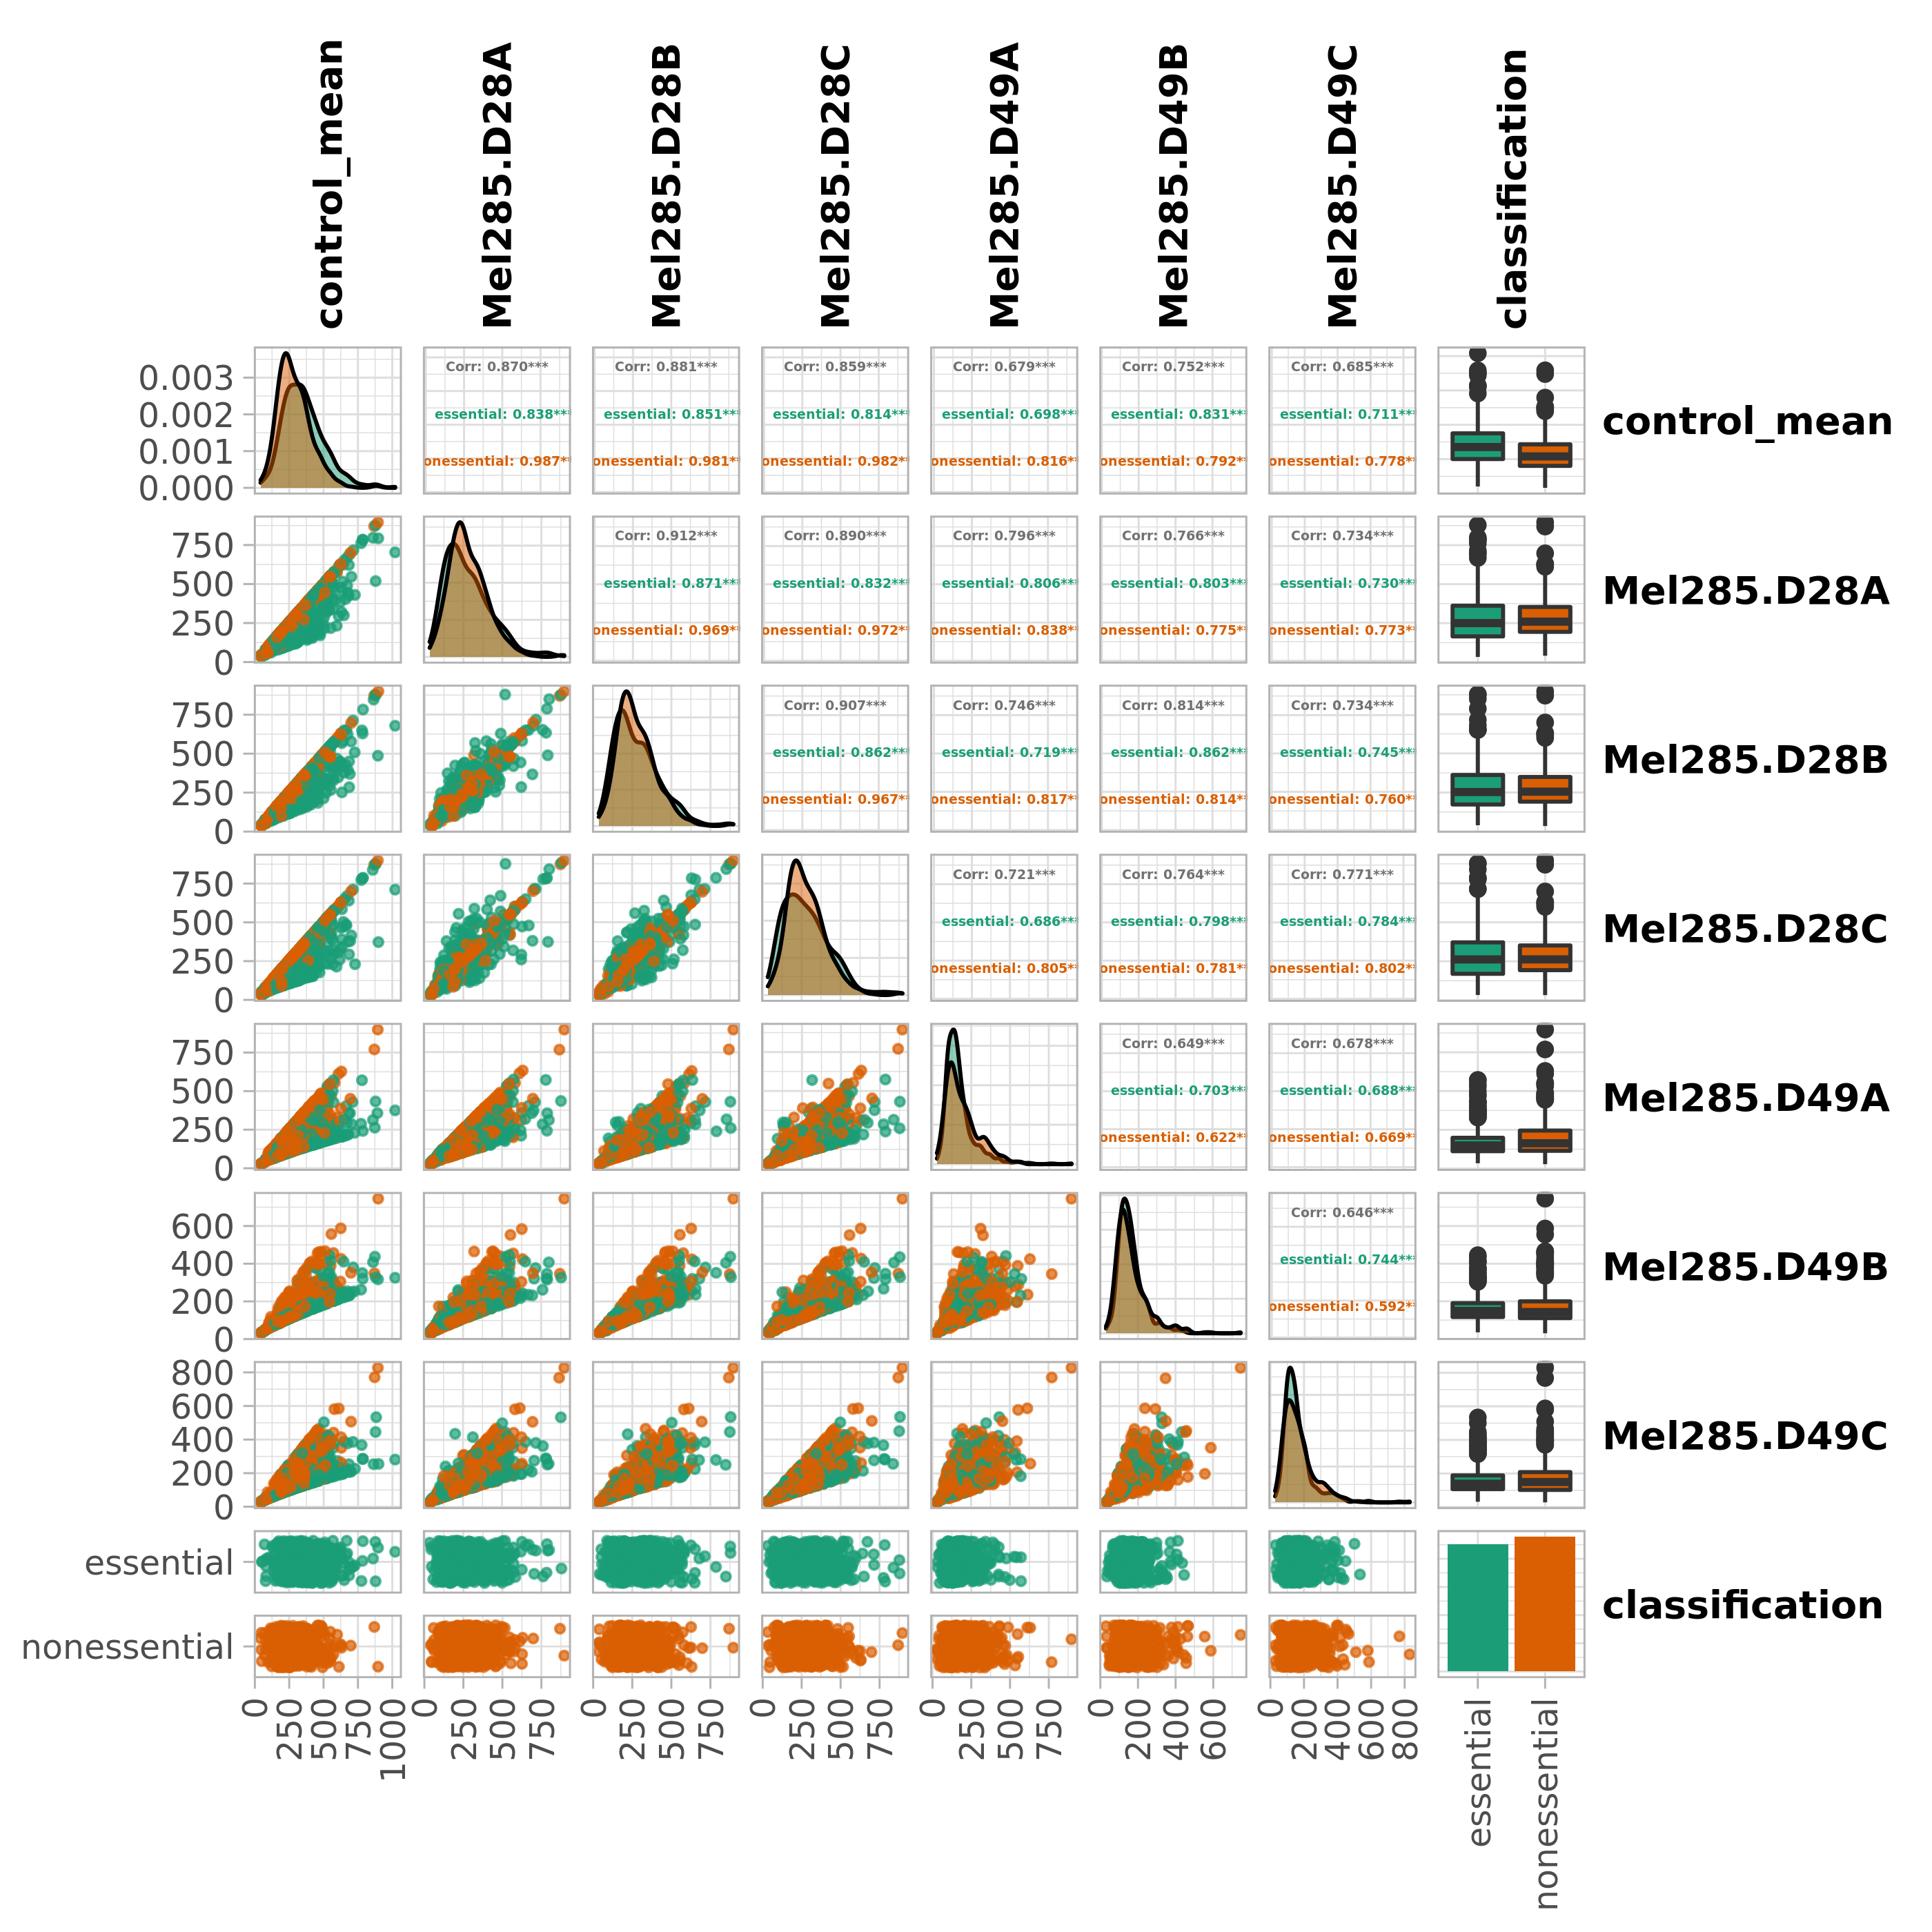 control_mean
Mel285.D28A
Mel285.D28B
Mel285.D28C
Mel285.D49A
Mel285.D49B
Mel285.D49C
classification
0.003
0.002
0.001
0.000
Corr: 0.870***
essential: 0.838***
onessential: 0.987**
Corr: 0.881***
essential: 0.851***
onessential: 0.981**
Corr: 0.859***
essential: 0.814***
onessential: 0.982**
Corr: 0.679***
essential: 0.698***
onessential: 0.816**
Corr: 0.752***
essential: 0.831***
onessential: 0.792**
Corr: 0.685***
essential: 0.711***
onessential: 0.778**
control_mean
750
500
250
0
Corr: 0.912***
essential: 0.871***
onessential: 0.969**
Corr: 0.890***
essential: 0.832***
onessential: 0.972**
Corr: 0.796***
essential: 0.806***
onessential: 0.838**
Corr: 0.766***
essential: 0.803***
onessential: 0.775**
Corr: 0.734***
essential: 0.730***
onessential: 0.773**
Mel285.D28A
750
500
250
0
Corr: 0.907***
essential: 0.862***
onessential: 0.967**
Corr: 0.746***
essential: 0.719***
onessential: 0.817**
Corr: 0.814***
essential: 0.862***
onessential: 0.814**
Corr: 0.734***
essential: 0.745***
onessential: 0.760**
Mel285.D28B
750
500
250
0
Corr: 0.721***
essential: 0.686***
onessential: 0.805**
Corr: 0.764***
essential: 0.798***
onessential: 0.781**
Corr: 0.771***
essential: 0.784***
onessential: 0.802**
Mel285.D28C
750
500
250
0
Corr: 0.649***
essential: 0.703***
onessential: 0.622**
Corr: 0.678***
essential: 0.688***
onessential: 0.669**
Mel285.D49A
600
400
200
0
Corr: 0.646***
essential: 0.744***
onessential: 0.592**
Mel285.D49B
800
600
400
200
0
Mel285.D49C
essential
nonessential
classification
0
250
500
750
1000
0
250
500
750
0
250
500
750
0
250
500
750
0
250
500
750
0
200
400
600
0
200
400
600
800
essential
nonessential